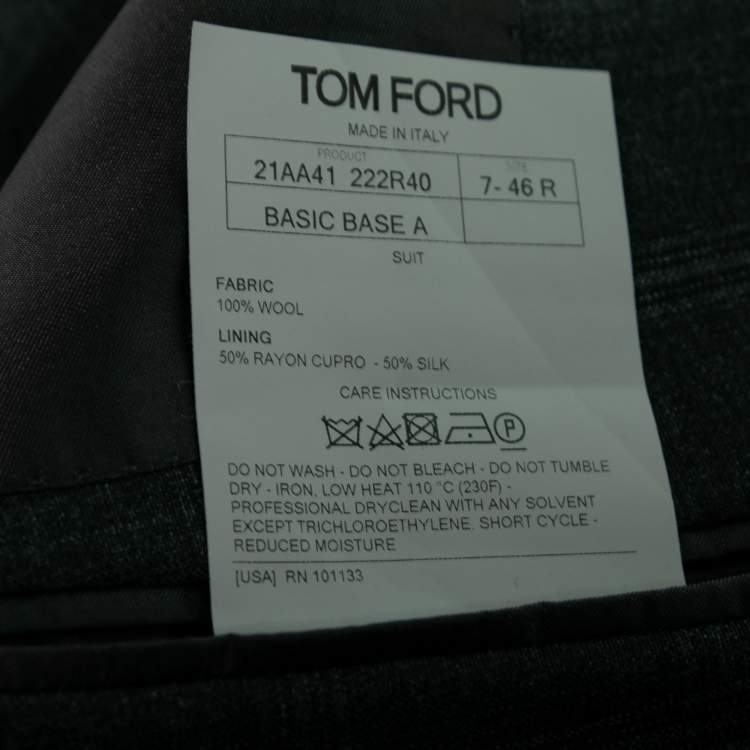 TOM FORD
MADE IN ITALY
PRODUCT SIZE
21AA41 222R40 7- 46 R
BASIC BASE A
SUIT
FABRIC
100% WOOL
LINING
50% RAYON CUPRO - 50% SILK
CARE INSTRUCTIONS
P
DO NOT WASH - DO NOT BLEACH - DO NOT TUMBLE
DRY - IRON, LOW HEAT 110 °C (230F) -
PROFESSIONAL DRYCLEAN WITH ANY SOLVENT
EXCEPT TRICHLOROETHYLENE. SHORT CYCLE -
REDUCED MOISTURE
[USA] RN 101133